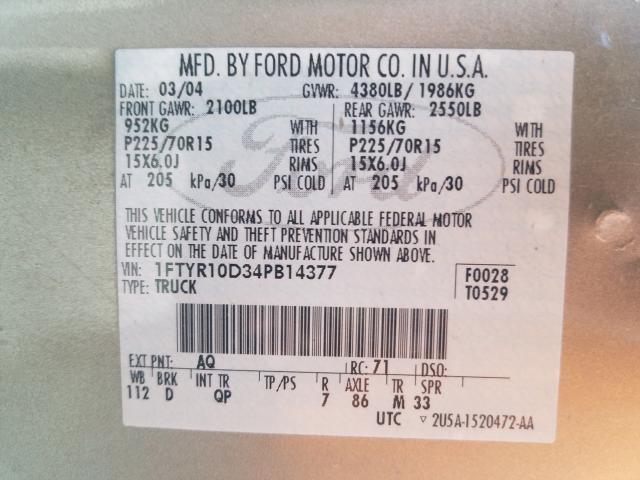 MFD. BY FORD MOTOR CO. IN U.S.A.
DATE: 03/04 GVWR: 4380LB/ 1986KG
FRONT GAWR: 2100LB REAR GAWR: 2550LB
952KG WITH 1156KG WITH
P225/70R15 TIRES P225/70R15 TIRES
15X6.0J RIMS 15X6.0J RIMS
AT 205 kPa/30 PSI COLD AT 205 kPa/30 PSI COLD
Ford
THIS VEHICLE CONFORMS TO ALL APPLICABLE FEDERAL MOTOR
VEHICLE SAFETY AND THEFT PREVENTION STANDARDS IN
EFFECT ON THE DATE OF MANUFACTURE SHOWN ABOVE.
VIN: 1FTYR10D34PB14377 F0028
TYPE: TRUCK T0529
EXT PNT: AQ RC: 71 DSO:
WB BRK INT TR TP/PS R AXLE TR SPR
112 D QP 7 86 M 33
UTC ▽ 2U5A-1520472-AA